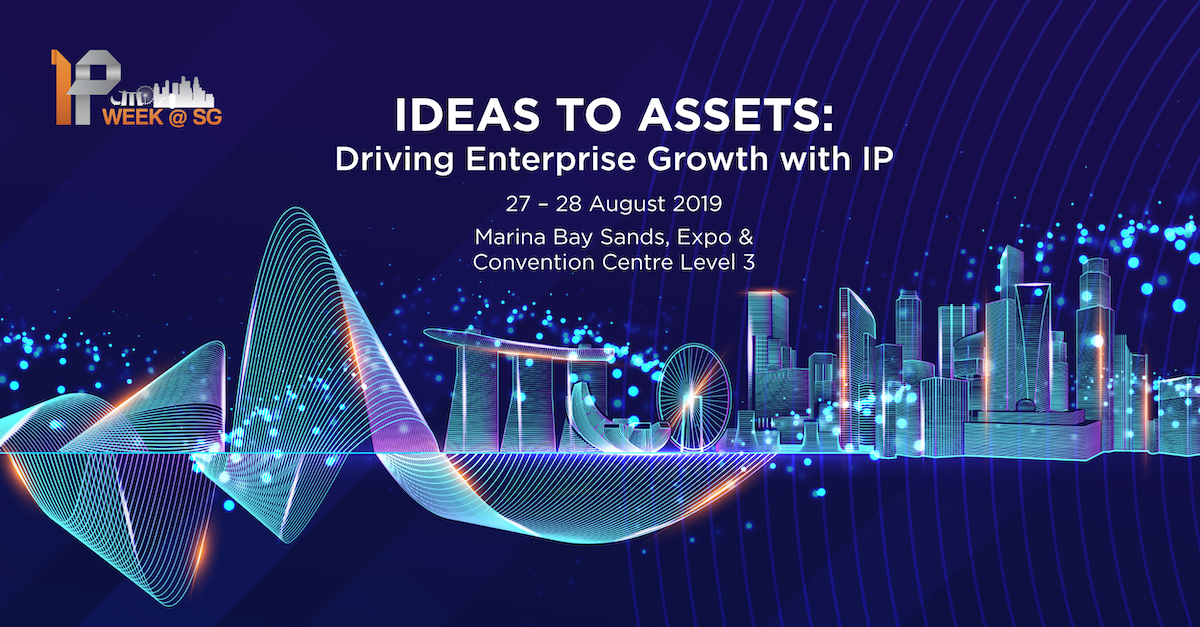 IP
WEEK @ SG
IDEAS TO ASSETS:
Driving Enterprise Growth with IP
27 – 28 August 2019
Marina Bay Sands, Expo &
Convention Centre Level 3